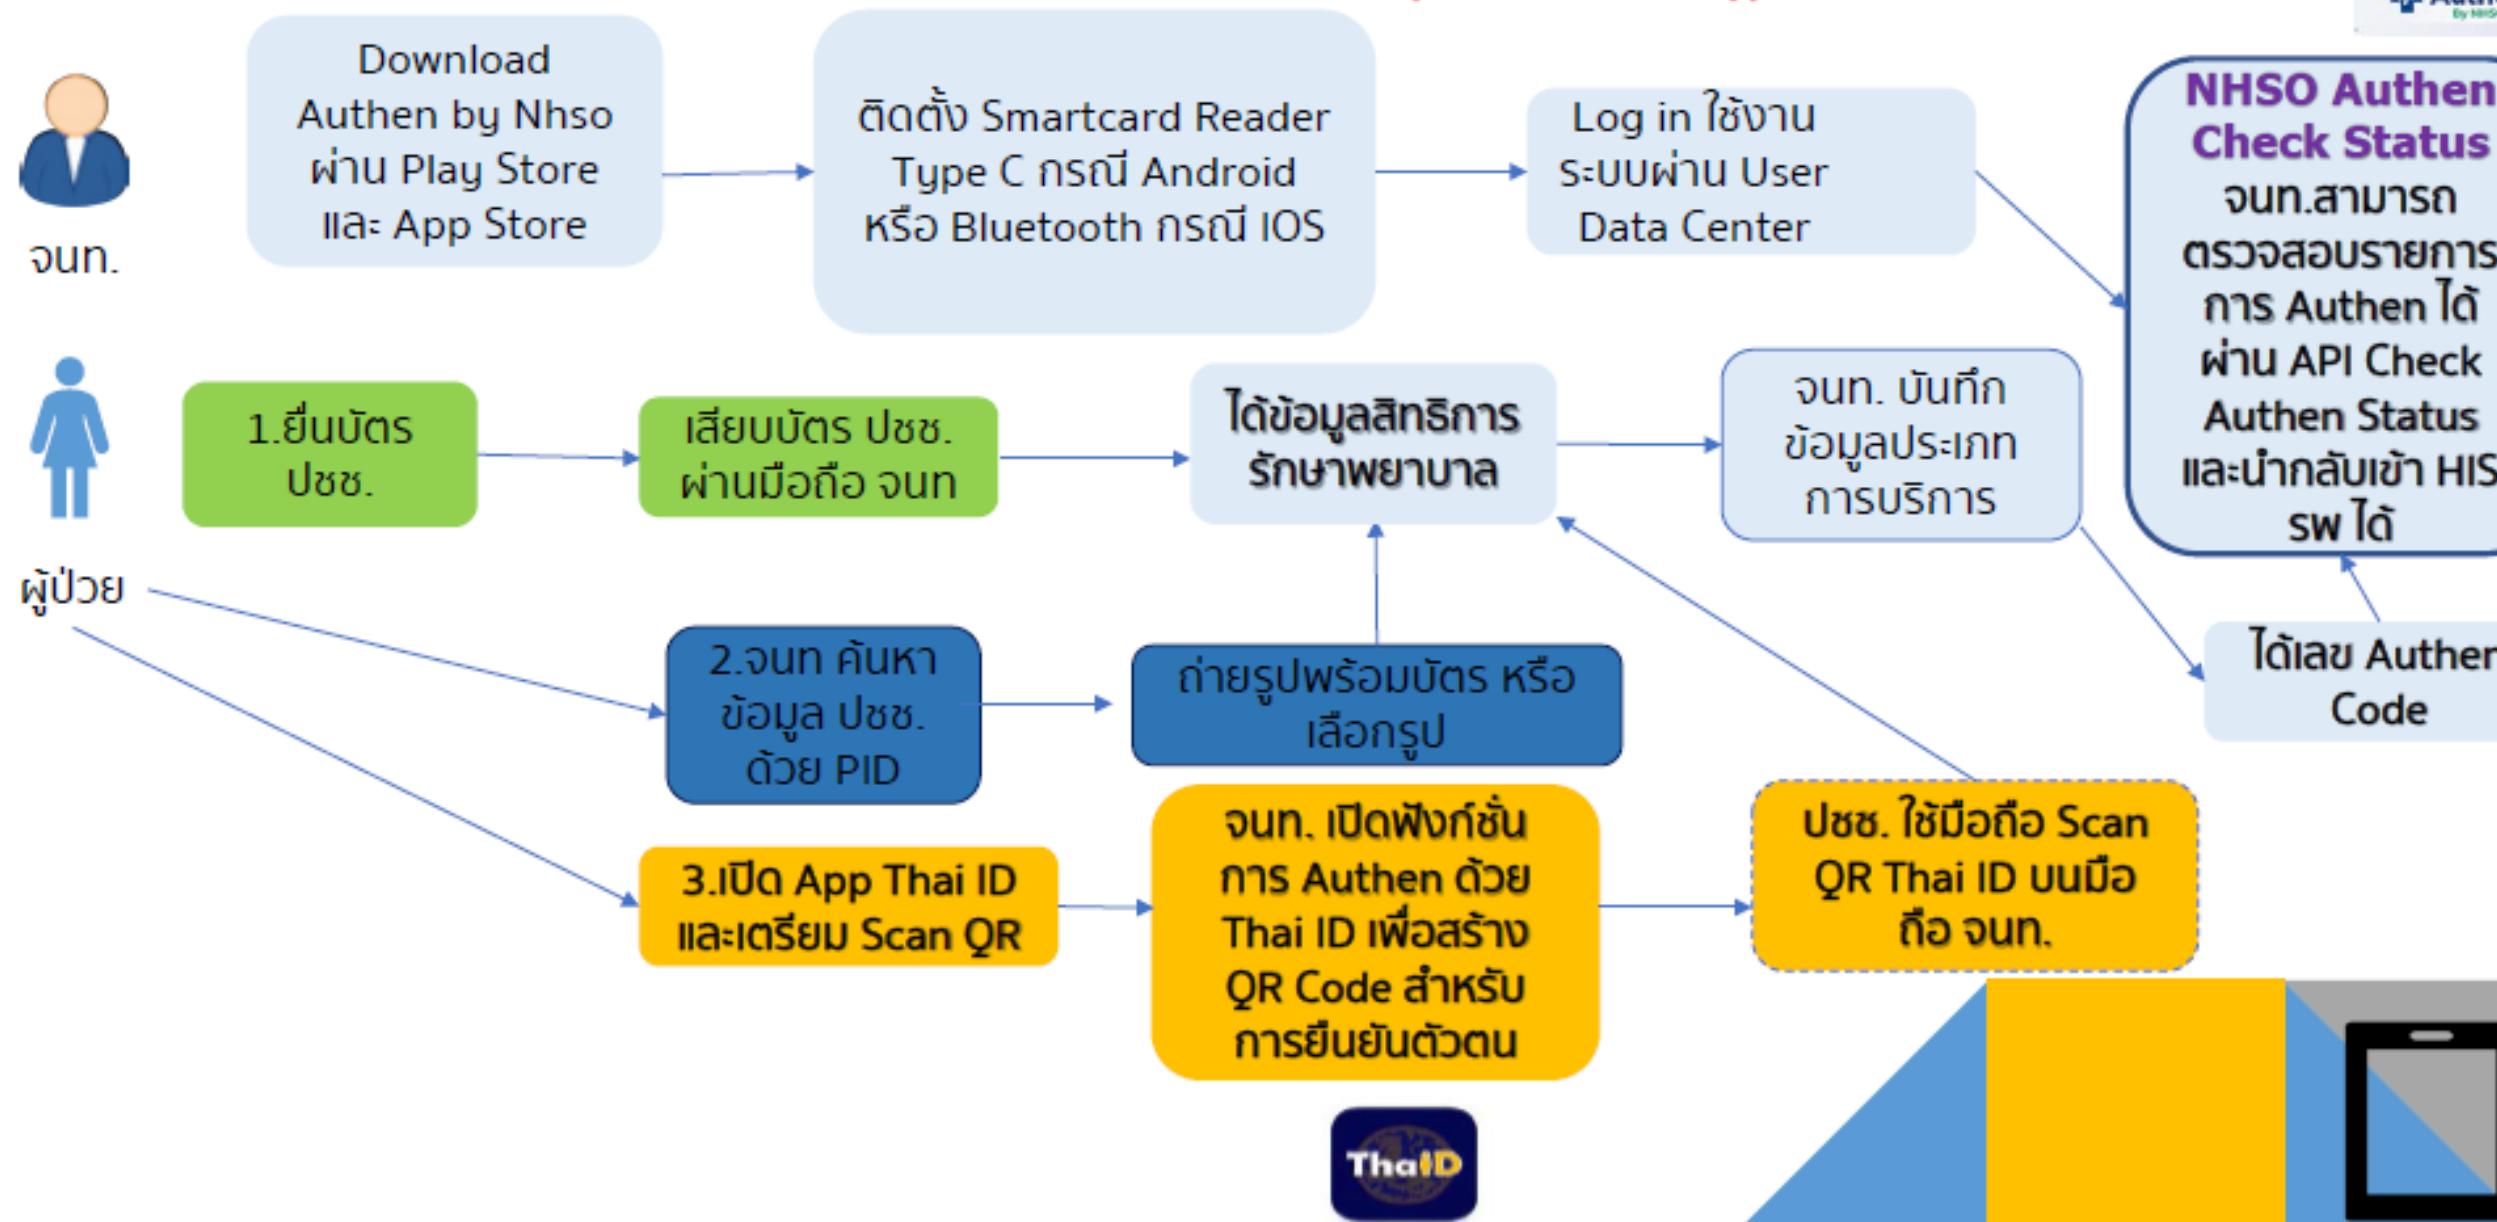 By NHSO
Download
Authen by Nhso
ผ่าน Play Store
และ App Store
ติดตั้ง Smartcard Reader
Type C กรณี Android
หรือ Bluetooth กรณี IOS
Log in ใช้งาน
ระบบผ่าน User
Data Center
NHSO Authen
Check Status
จนท.สามารถ
ตรวจสอบรายการ
การ Authen ได้
ผ่าน API Check
Authen Status
และนำกลับเข้า HIS
รพ ได้
จนท.
1.ยื่นบัตร
ปชช.
เสียบบัตร ปชช.
ผ่านมือถือ จนท
ได้ข้อมูลสิทธิการ
รักษาพยาบาล
จนท. บันทึก
ข้อมูลประเภท
การบริการ
ผู้ป่วย
2.จนท ค้นหา
ข้อมูล ปชช.
ด้วย PID
ถ่ายรูปพร้อมบัตร หรือ
เลือกรูป
ได้เลข Authen
Code
3.เปิด App Thai ID
และเตรียม Scan QR
จนท. เปิดฟังก์ชั่น
การ Authen ด้วย
Thai ID เพื่อสร้าง
QR Code สำหรับ
การยืนยันตัวตน
ปชช. ใช้มือถือ Scan
QR Thai ID บนมือ
ถือ จนท.
ThaID